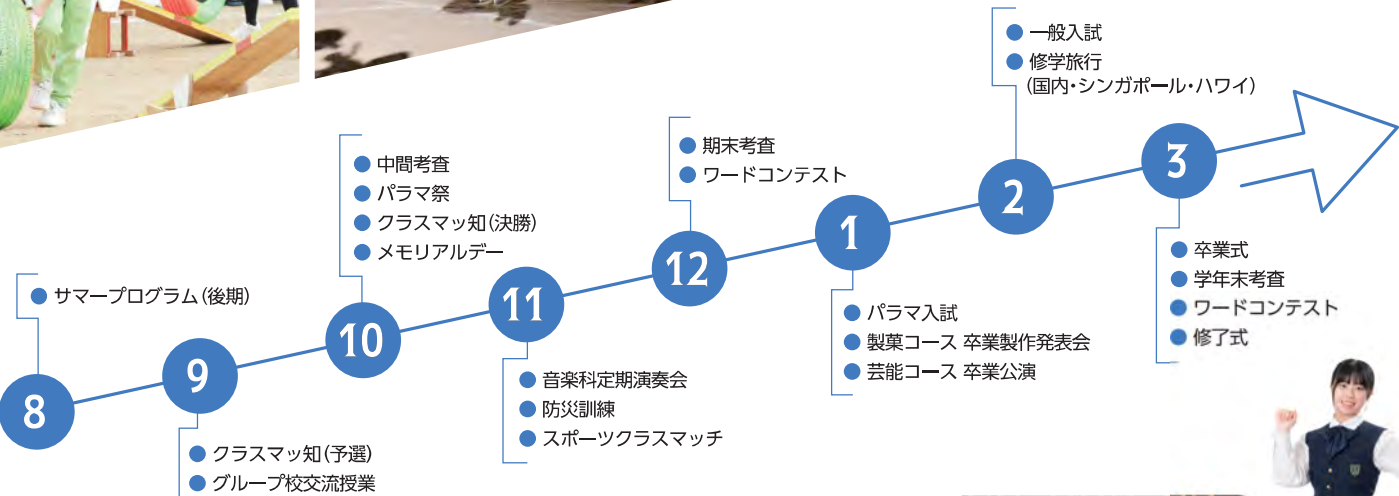 8
サマープログラム(後期)
9
クラスマッ知(予選)
グループ校交流授業
10
中間考査
パラマ祭
クラスマッ知(決勝)
メモリアルデー
11
音楽科定期演奏会
防災訓練
スポーツクラスマッチ
12
期末考査
ワードコンテスト
1
パラマ入試
製菓コース 卒業製作発表会
芸能コース 卒業公演
2
一般入試
修学旅行
(国内・シンガポール・ハワイ)
3
卒業式
学年末考査
ワードコンテスト
修了式